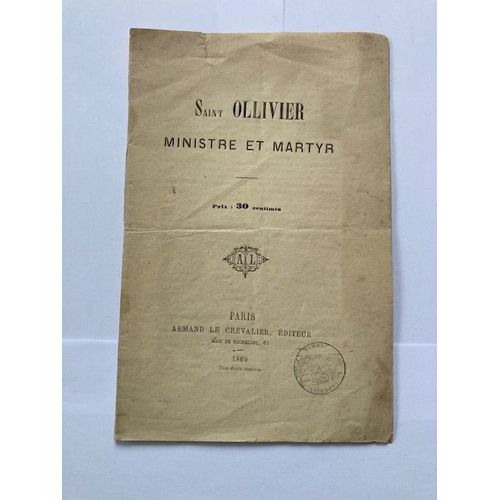 Saint OLLIVIER
MINISTRE ET MARTYR
Prix : 30 centimes
A L
PARIS
ARMAND LE CHEVALIER, ÉDITEUR
RUE DE RICHELIEU, 61
1869
Tous droits réservés